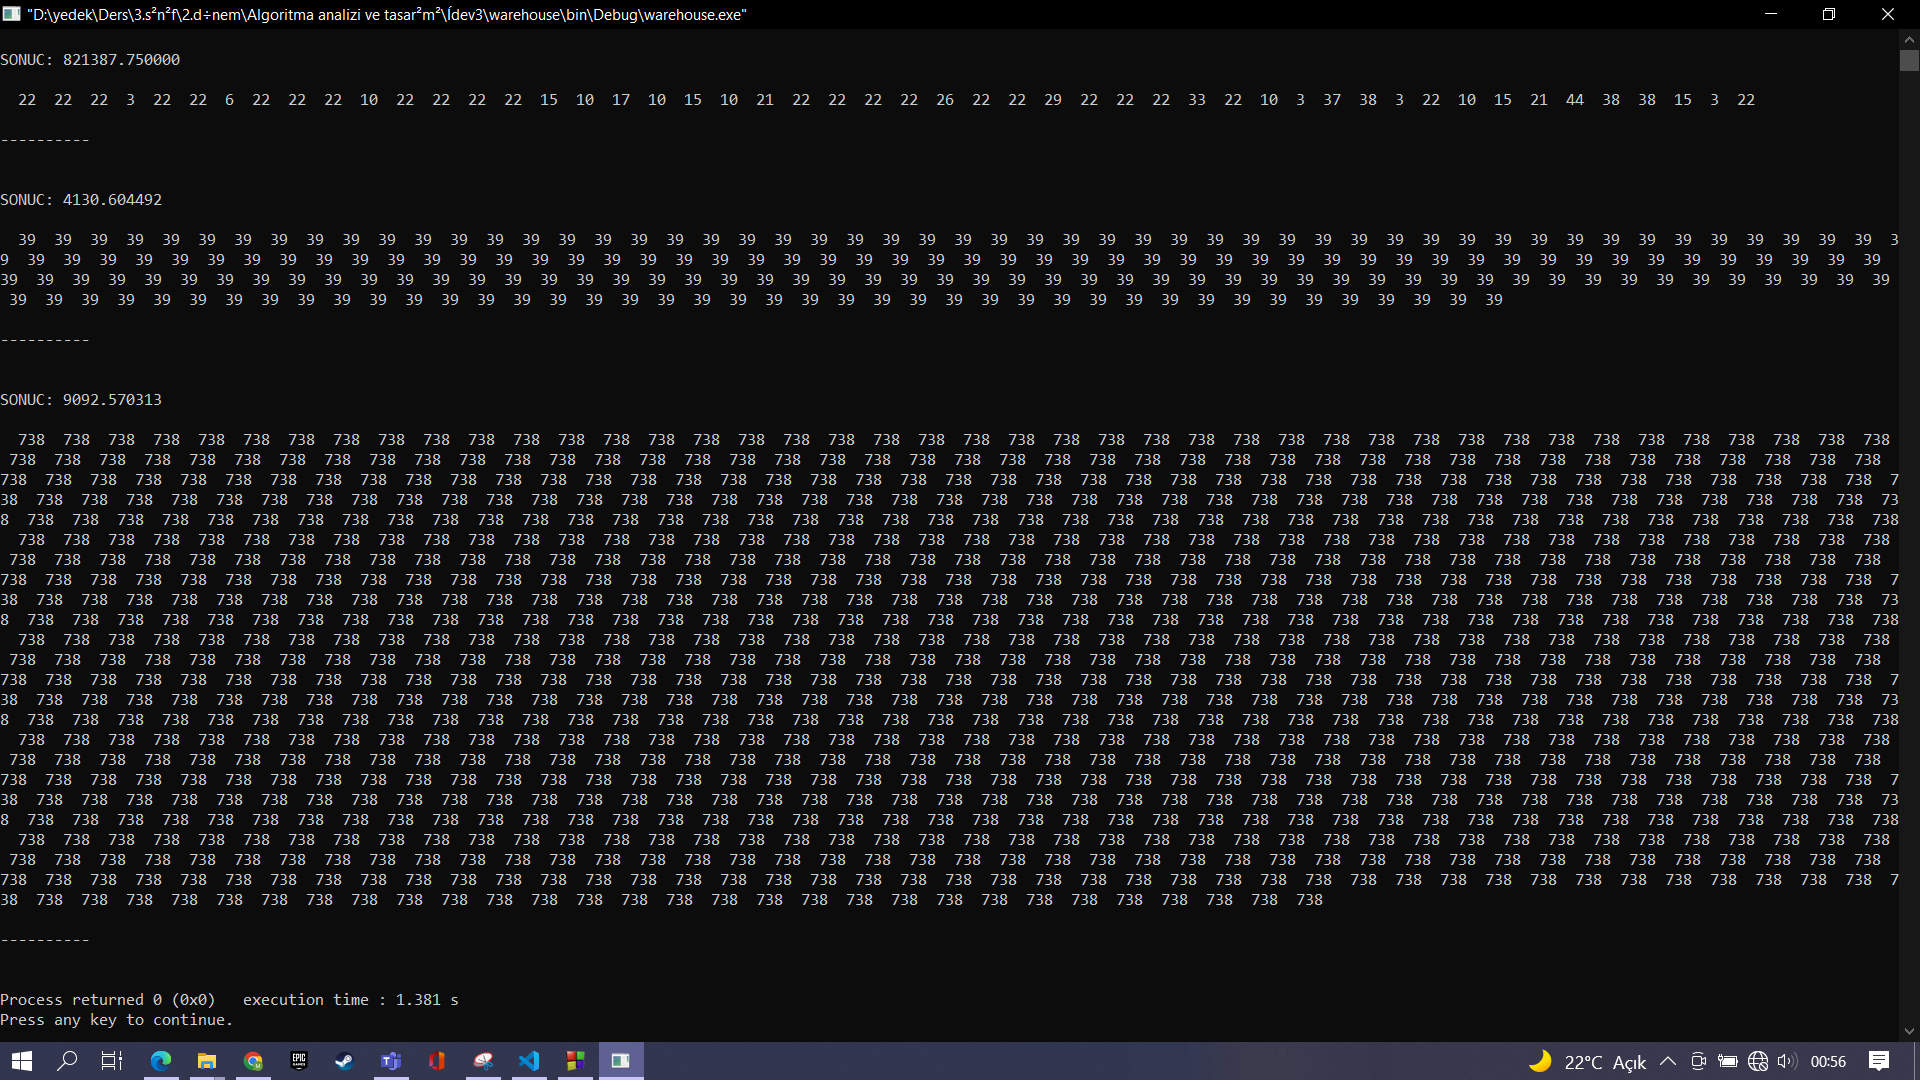 "D:\yedek\Ders\3.s²n²f\2.d÷nem\Algoritma analizi ve tasar²m²\Ídev3\warehouse\bin\Debug\warehouse.exe"
SONUC: 821387.750000
22 22 22 3 22 22 6 22 22 22 10 22 22 22 22 15 10 17 10 15 10 21 22 22 22 22 26 22 22 29 22 22 22 33 22 10 3 37 38 3 22 10 15 21 44 38 38 15 3 22
----------
SONUC: 4130.604492
39 39 39 39 39 39 39 39 39 39 39 39 39 39 39 39 39 39 39 39 39 39 39 39 39 39 39 39 39 39 39 39 39 39 39 39 39 39 39 39 39 39 39 39 39 39 39 39 39 39 39 39 3
9 39 39 39 39 39 39 39 39 39 39 39 39 39 39 39 39 39 39 39 39 39 39 39 39 39 39 39 39 39 39 39 39 39 39 39 39 39 39 39 39 39 39 39 39 39 39 39 39 39 39 39 39
39 39 39 39 39 39 39 39 39 39 39 39 39 39 39 39 39 39 39 39 39 39 39 39 39 39 39 39 39 39 39 39 39 39 39 39 39 39 39 39 39 39 39 39 39 39 39 39 39 39 39 39 39
39 39 39 39 39 39 39 39 39 39 39 39 39 39 39 39 39 39 39 39 39 39 39 39 39 39 39 39 39 39 39 39 39 39 39 39 39 39 39 39 39 39
----------
SONUC: 9092.570313
738 738 738 738 738 738 738 738 738 738 738 738 738 738 738 738 738 738 738 738 738 738 738 738 738 738 738 738 738 738 738 738 738 738 738 738 738 738 738 738 738 738
738 738 738 738 738 738 738 738 738 738 738 738 738 738 738 738 738 738 738 738 738 738 738 738 738 738 738 738 738 738 738 738 738 738 738 738 738 738 738 738 738 738
738 738 738 738 738 738 738 738 738 738 738 738 738 738 738 738 738 738 738 738 738 738 738 738 738 738 738 738 738 738 738 738 738 738 738 738 738 738 738 738 738 738 7
38 738 738 738 738 738 738 738 738 738 738 738 738 738 738 738 738 738 738 738 738 738 738 738 738 738 738 738 738 738 738 738 738 738 738 738 738 738 738 738 738 738 73
8 738 738 738 738 738 738 738 738 738 738 738 738 738 738 738 738 738 738 738 738 738 738 738 738 738 738 738 738 738 738 738 738 738 738 738 738 738 738 738 738 738 738 738
738 738 738 738 738 738 738 738 738 738 738 738 738 738 738 738 738 738 738 738 738 738 738 738 738 738 738 738 738 738 738 738 738 738 738 738 738 738 738 738 738 738
738 738 738 738 738 738 738 738 738 738 738 738 738 738 738 738 738 738 738 738 738 738 738 738 738 738 738 738 738 738 738 738 738 738 738 738 738 738 738 738 738 738
738 738 738 738 738 738 738 738 738 738 738 738 738 738 738 738 738 738 738 738 738 738 738 738 738 738 738 738 738 738 738 738 738 738 738 738 738 738 738 738 738 738 7
38 738 738 738 738 738 738 738 738 738 738 738 738 738 738 738 738 738 738 738 738 738 738 738 738 738 738 738 738 738 738 738 738 738 738 738 738 738 738 738 738 738 73
8 738 738 738 738 738 738 738 738 738 738 738 738 738 738 738 738 738 738 738 738 738 738 738 738 738 738 738 738 738 738 738 738 738 738 738 738 738 738 738 738 738 738 738
738 738 738 738 738 738 738 738 738 738 738 738 738 738 738 738 738 738 738 738 738 738 738 738 738 738 738 738 738 738 738 738 738 738 738 738 738 738 738 738 738 738
738 738 738 738 738 738 738 738 738 738 738 738 738 738 738 738 738 738 738 738 738 738 738 738 738 738 738 738 738 738 738 738 738 738 738 738 738 738 738 738 738 738
738 738 738 738 738 738 738 738 738 738 738 738 738 738 738 738 738 738 738 738 738 738 738 738 738 738 738 738 738 738 738 738 738 738 738 738 738 738 738 738 738 738 7
38 738 738 738 738 738 738 738 738 738 738 738 738 738 738 738 738 738 738 738 738 738 738 738 738 738 738 738 738 738 738 738 738 738 738 738 738 738 738 738 738 738 73
8 738 738 738 738 738 738 738 738 738 738 738 738 738 738 738 738 738 738 738 738 738 738 738 738 738 738 738 738 738 738 738 738 738 738 738 738 738 738 738 738 738 738 738
738 738 738 738 738 738 738 738 738 738 738 738 738 738 738 738 738 738 738 738 738 738 738 738 738 738 738 738 738 738 738 738 738 738 738 738 738 738 738 738 738 738
738 738 738 738 738 738 738 738 738 738 738 738 738 738 738 738 738 738 738 738 738 738 738 738 738 738 738 738 738 738 738 738 738 738 738 738 738 738 738 738 738 738
738 738 738 738 738 738 738 738 738 738 738 738 738 738 738 738 738 738 738 738 738 738 738 738 738 738 738 738 738 738 738 738 738 738 738 738 738 738 738 738 738 738 7
38 738 738 738 738 738 738 738 738 738 738 738 738 738 738 738 738 738 738 738 738 738 738 738 738 738 738 738 738 738 738 738 738 738 738 738 738 738 738 738 738 738 73
8 738 738 738 738 738 738 738 738 738 738 738 738 738 738 738 738 738 738 738 738 738 738 738 738 738 738 738 738 738 738 738 738 738 738 738 738 738 738 738 738 738 738 738
738 738 738 738 738 738 738 738 738 738 738 738 738 738 738 738 738 738 738 738 738 738 738 738 738 738 738 738 738 738 738 738 738 738 738 738 738 738 738 738 738 738
738 738 738 738 738 738 738 738 738 738 738 738 738 738 738 738 738 738 738 738 738 738 738 738 738 738 738 738 738 738 738 738 738 738 738 738 738 738 738 738 738 738
738 738 738 738 738 738 738 738 738 738 738 738 738 738 738 738 738 738 738 738 738 738 738 738 738 738 738 738 738 738 738 738 738 738 738 738 738 738 738 738 738 738 7
38 738 738 738 738 738 738 738 738 738 738 738 738 738 738 738 738 738 738 738 738 738 738 738 738 738 738 738 738 738
----------
Process returned 0 (0x0) execution time : 1.381 s
Press any key to continue.
EPIC GAMES
22°C Açık
00:56